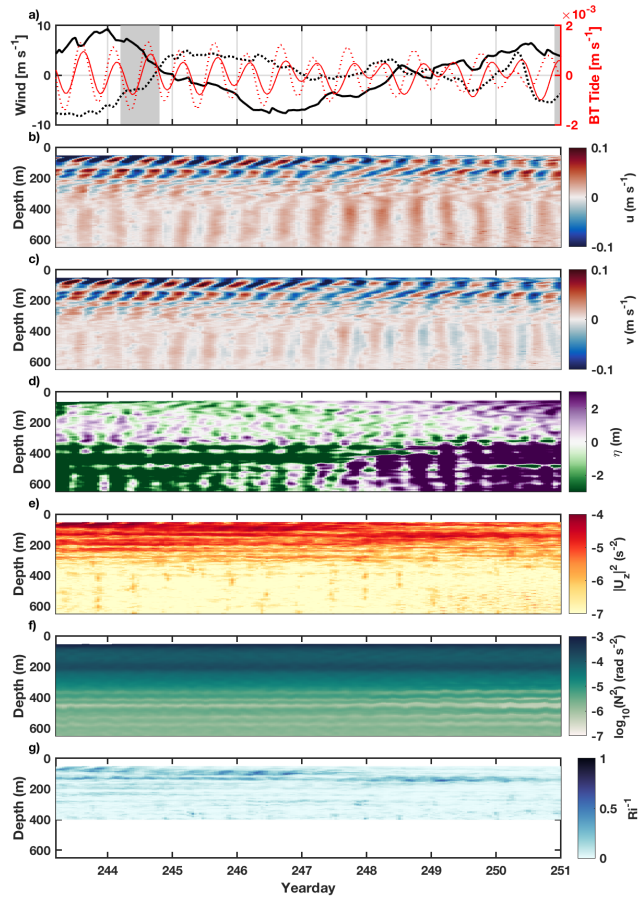 a)
×10⁻³
10
0
-10
Wind [m s⁻¹]
2
0
-2
BT Tide [m s⁻¹]
b)
0
200
400
600
Depth (m)
0.1
0
-0.1
u (m s⁻¹)
c)
0
200
400
600
Depth (m)
0.1
0
-0.1
v (m s⁻¹)
d)
0
200
400
600
Depth (m)
2
0
-2
η (m)
e)
0
200
400
600
Depth (m)
-4
-5
-6
-7
|U_z|² (s⁻²)
f)
0
200
400
600
Depth (m)
-3
-4
-5
-6
-7
log₁₀(N²) (rad s⁻²)
g)
0
200
400
600
Depth (m)
1
0.5
0
Ri⁻¹
244 245 246 247 248 249 250 251
Yearday